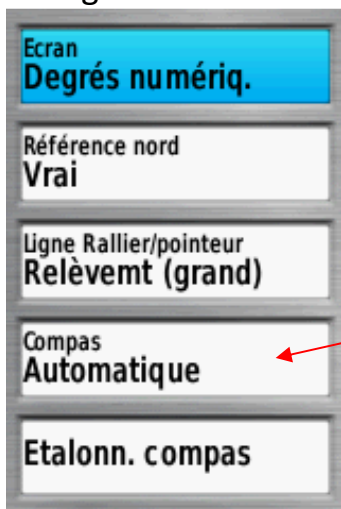 Ecran
Degrés numériq.
Référence nord
Vrai
Ligne Rallier/pointeur
Relèvemt (grand)
Compas
Automatique
Etalonn. compas